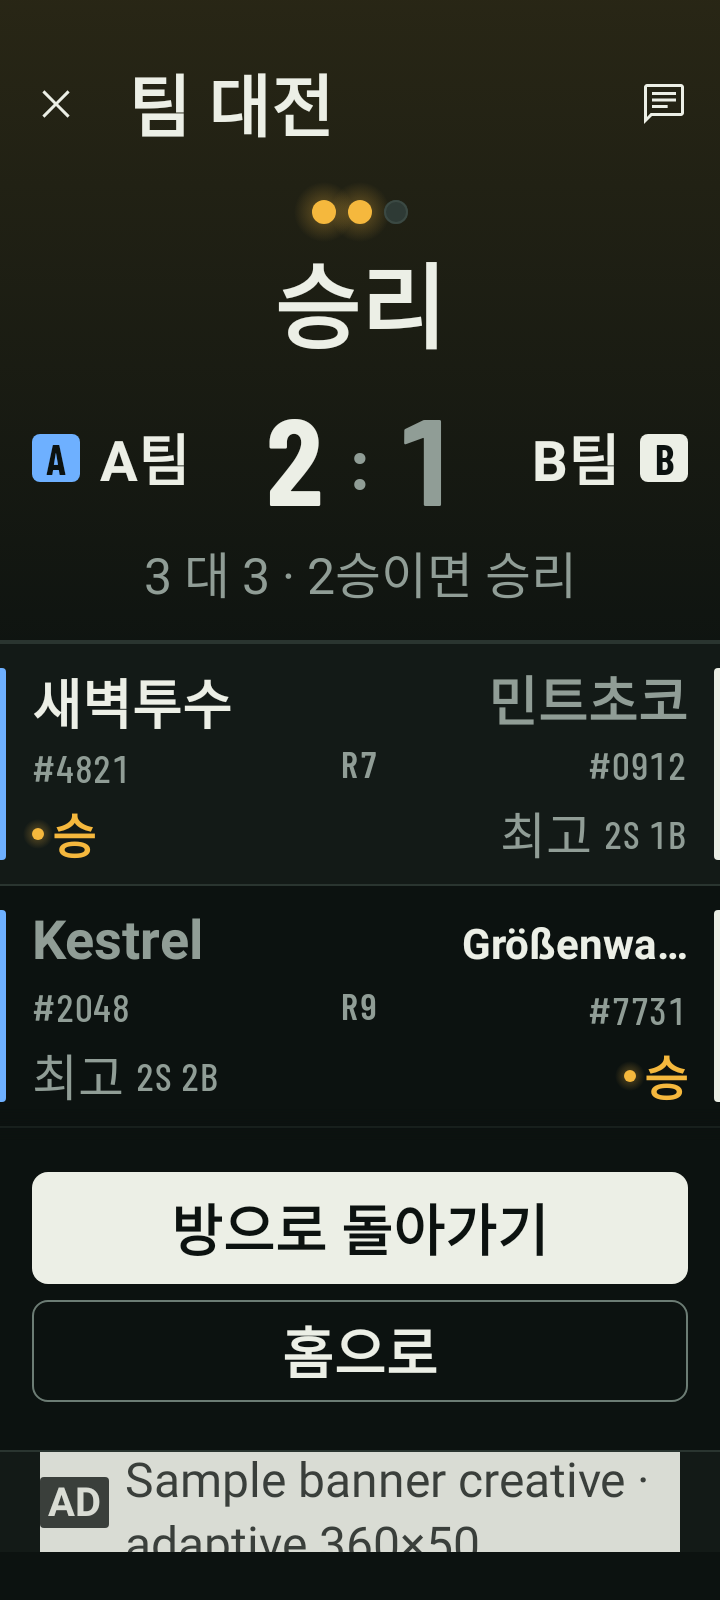 팀 대전
승리
A A팀 2 : 1 B팀 B
3 대 3 · 2승이면 승리
새벽투수 민트초코
#4821 R7 #0912
승 최고 2S 1B
Kestrel Größenwa…
#2048 R9 #7731
최고 2S 2B 승
방으로 돌아가기
홈으로
AD Sample banner creative ·
adaptive 360×50